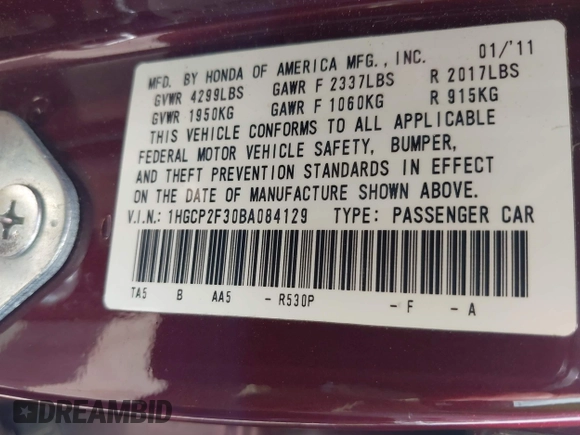 MFD. BY HONDA OF AMERICA MFG., INC. 01/'11
GVWR 4299LBS GAWR F 2337LBS R 2017LBS
GVWR 1950KG GAWR F 1060KG R 915KG
THIS VEHICLE CONFORMS TO ALL APPLICABLE
FEDERAL MOTOR VEHICLE SAFETY, BUMPER,
AND THEFT PREVENTION STANDARDS IN EFFECT
ON THE DATE OF MANUFACTURE SHOWN ABOVE.
V.I.N.: 1HGCP2F30BA084129 TYPE: PASSENGER CAR
TA5 B AA5 - R530P - F - A
DREAMBID